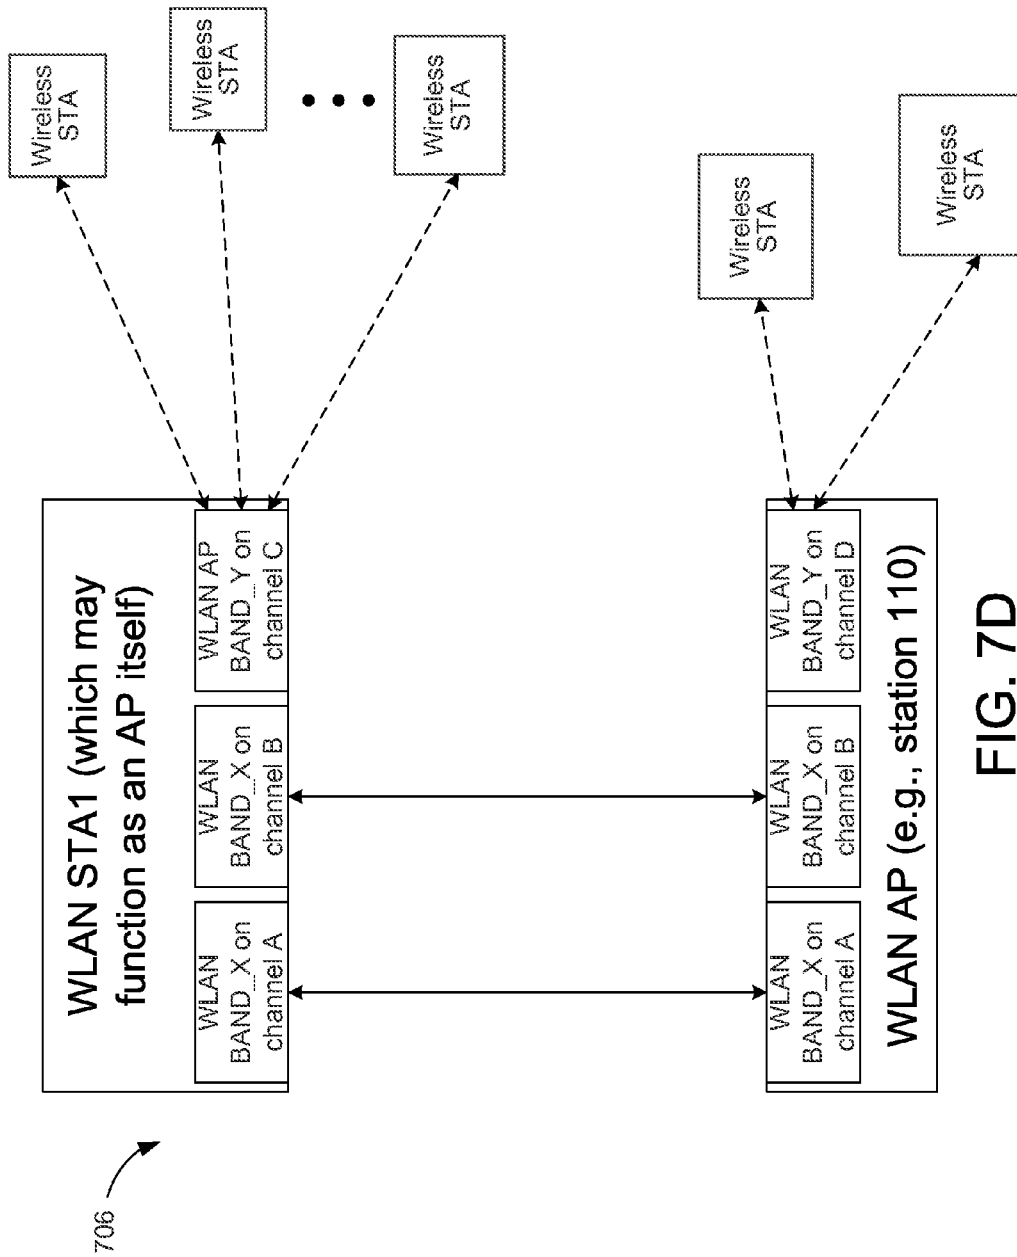 706
WLAN STA1 (which may
function as an AP itself)
WLAN
BAND_X on
channel A
WLAN
BAND_X on
channel B
WLAN AP
BAND_Y on
channel C
Wireless
STA
Wireless
STA
Wireless
STA
WLAN
BAND_X on
channel A
WLAN
BAND_X on
channel B
WLAN
BAND_Y on
channel D
WLAN AP (e.g., station 110)
Wireless
STA
Wireless
STA
FIG. 7D